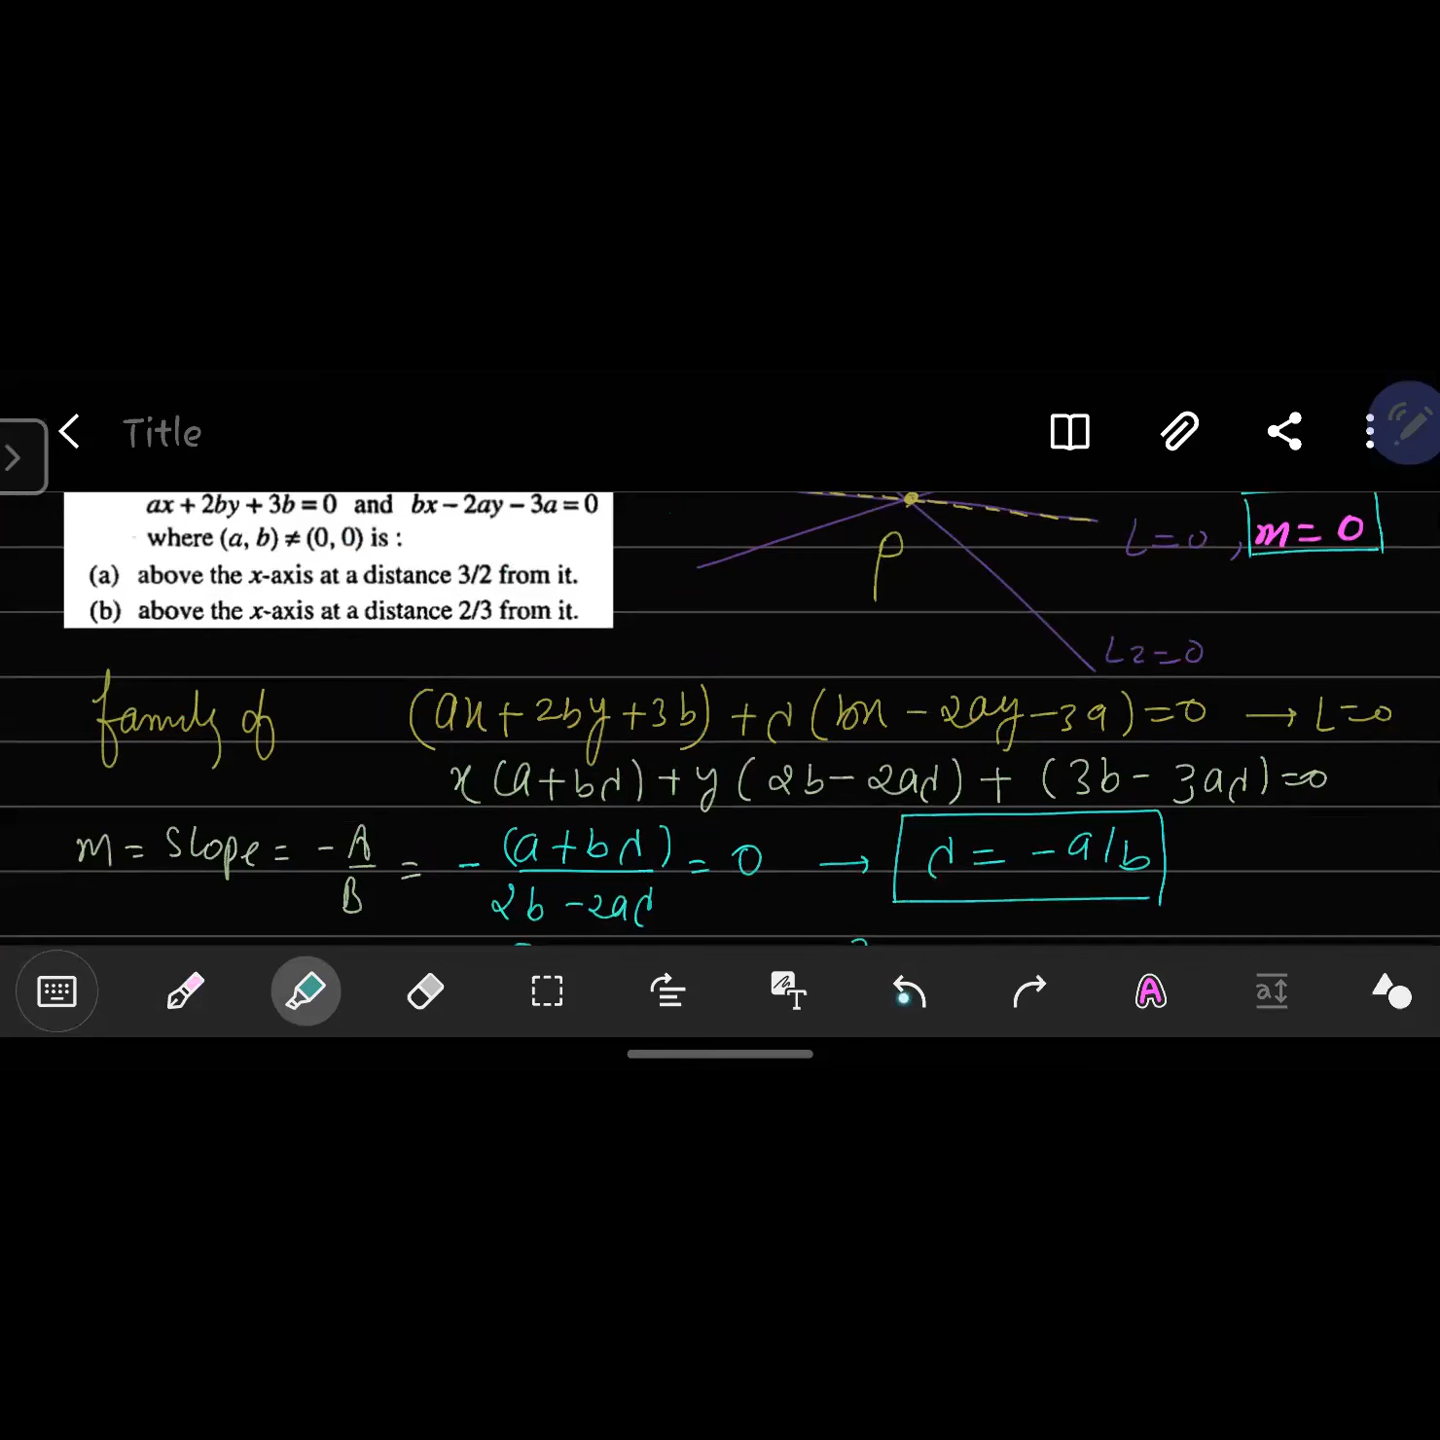 Title
ax + 2by + 3b = 0 and bx − 2ay − 3a = 0
where (a, b) ≠ (0, 0) is :
(a) above the x-axis at a distance 3/2 from it.
(b) above the x-axis at a distance 2/3 from it.
P
L=0 , m=0
L2=0
family of (ax+2by+3b)+λ(bx-2ay-3a)=0 → L=0
x(a+bλ)+y(2b-2aλ)+(3b-3aλ)=0
m = Slope = -A/B = -(a+bλ)/(2b-2aλ) = 0 → λ = -a/b